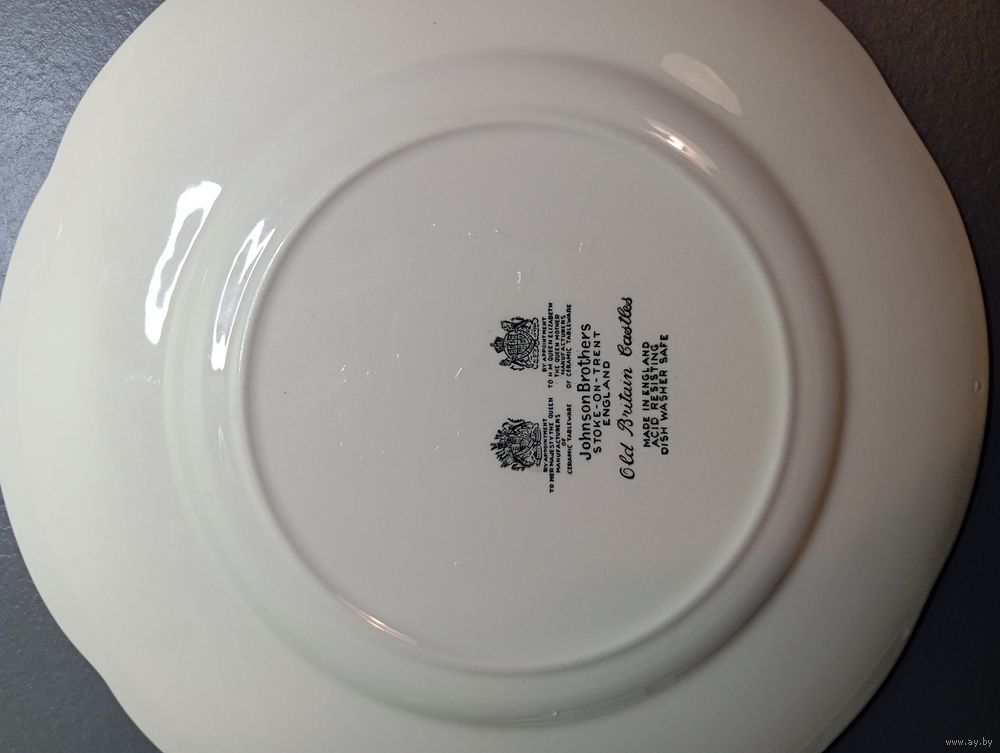 BY APPOINTMENT
TO HER MAJESTY THE QUEEN
MANUFACTURERS
OF
CERAMIC TABLEWARE
BY APPOINTMENT
TO H M QUEEN ELIZABETH
THE QUEEN MOTHER
MANUFACTURERS
OF CERAMIC TABLEWARE
Johnson Brothers
STOKE-ON-TRENT
ENGLAND
Old Britain Castles
MADE IN ENGLAND
ACID RESISTING
DISH WASHER SAFE
www.ay.by